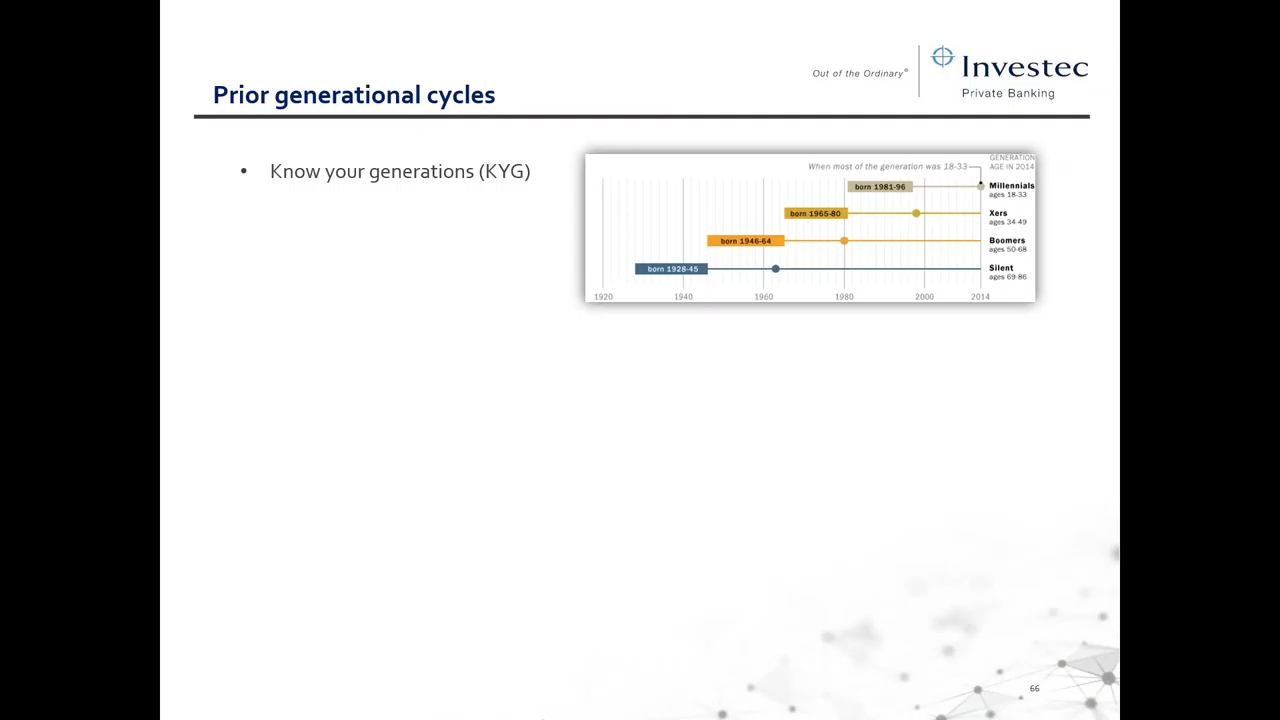 Out of the Ordinary®
Investec
Private Banking
Prior generational cycles
• Know your generations (KYG)
When most of the generation was 18-33
GENERATION
AGE IN 2014
born 1981-96
Millennials
ages 18-33
born 1965-80
Xers
ages 34-49
born 1946-64
Boomers
ages 50-68
born 1928-45
Silent
ages 69-86
1920 1940 1960 1980 2000 2014
66